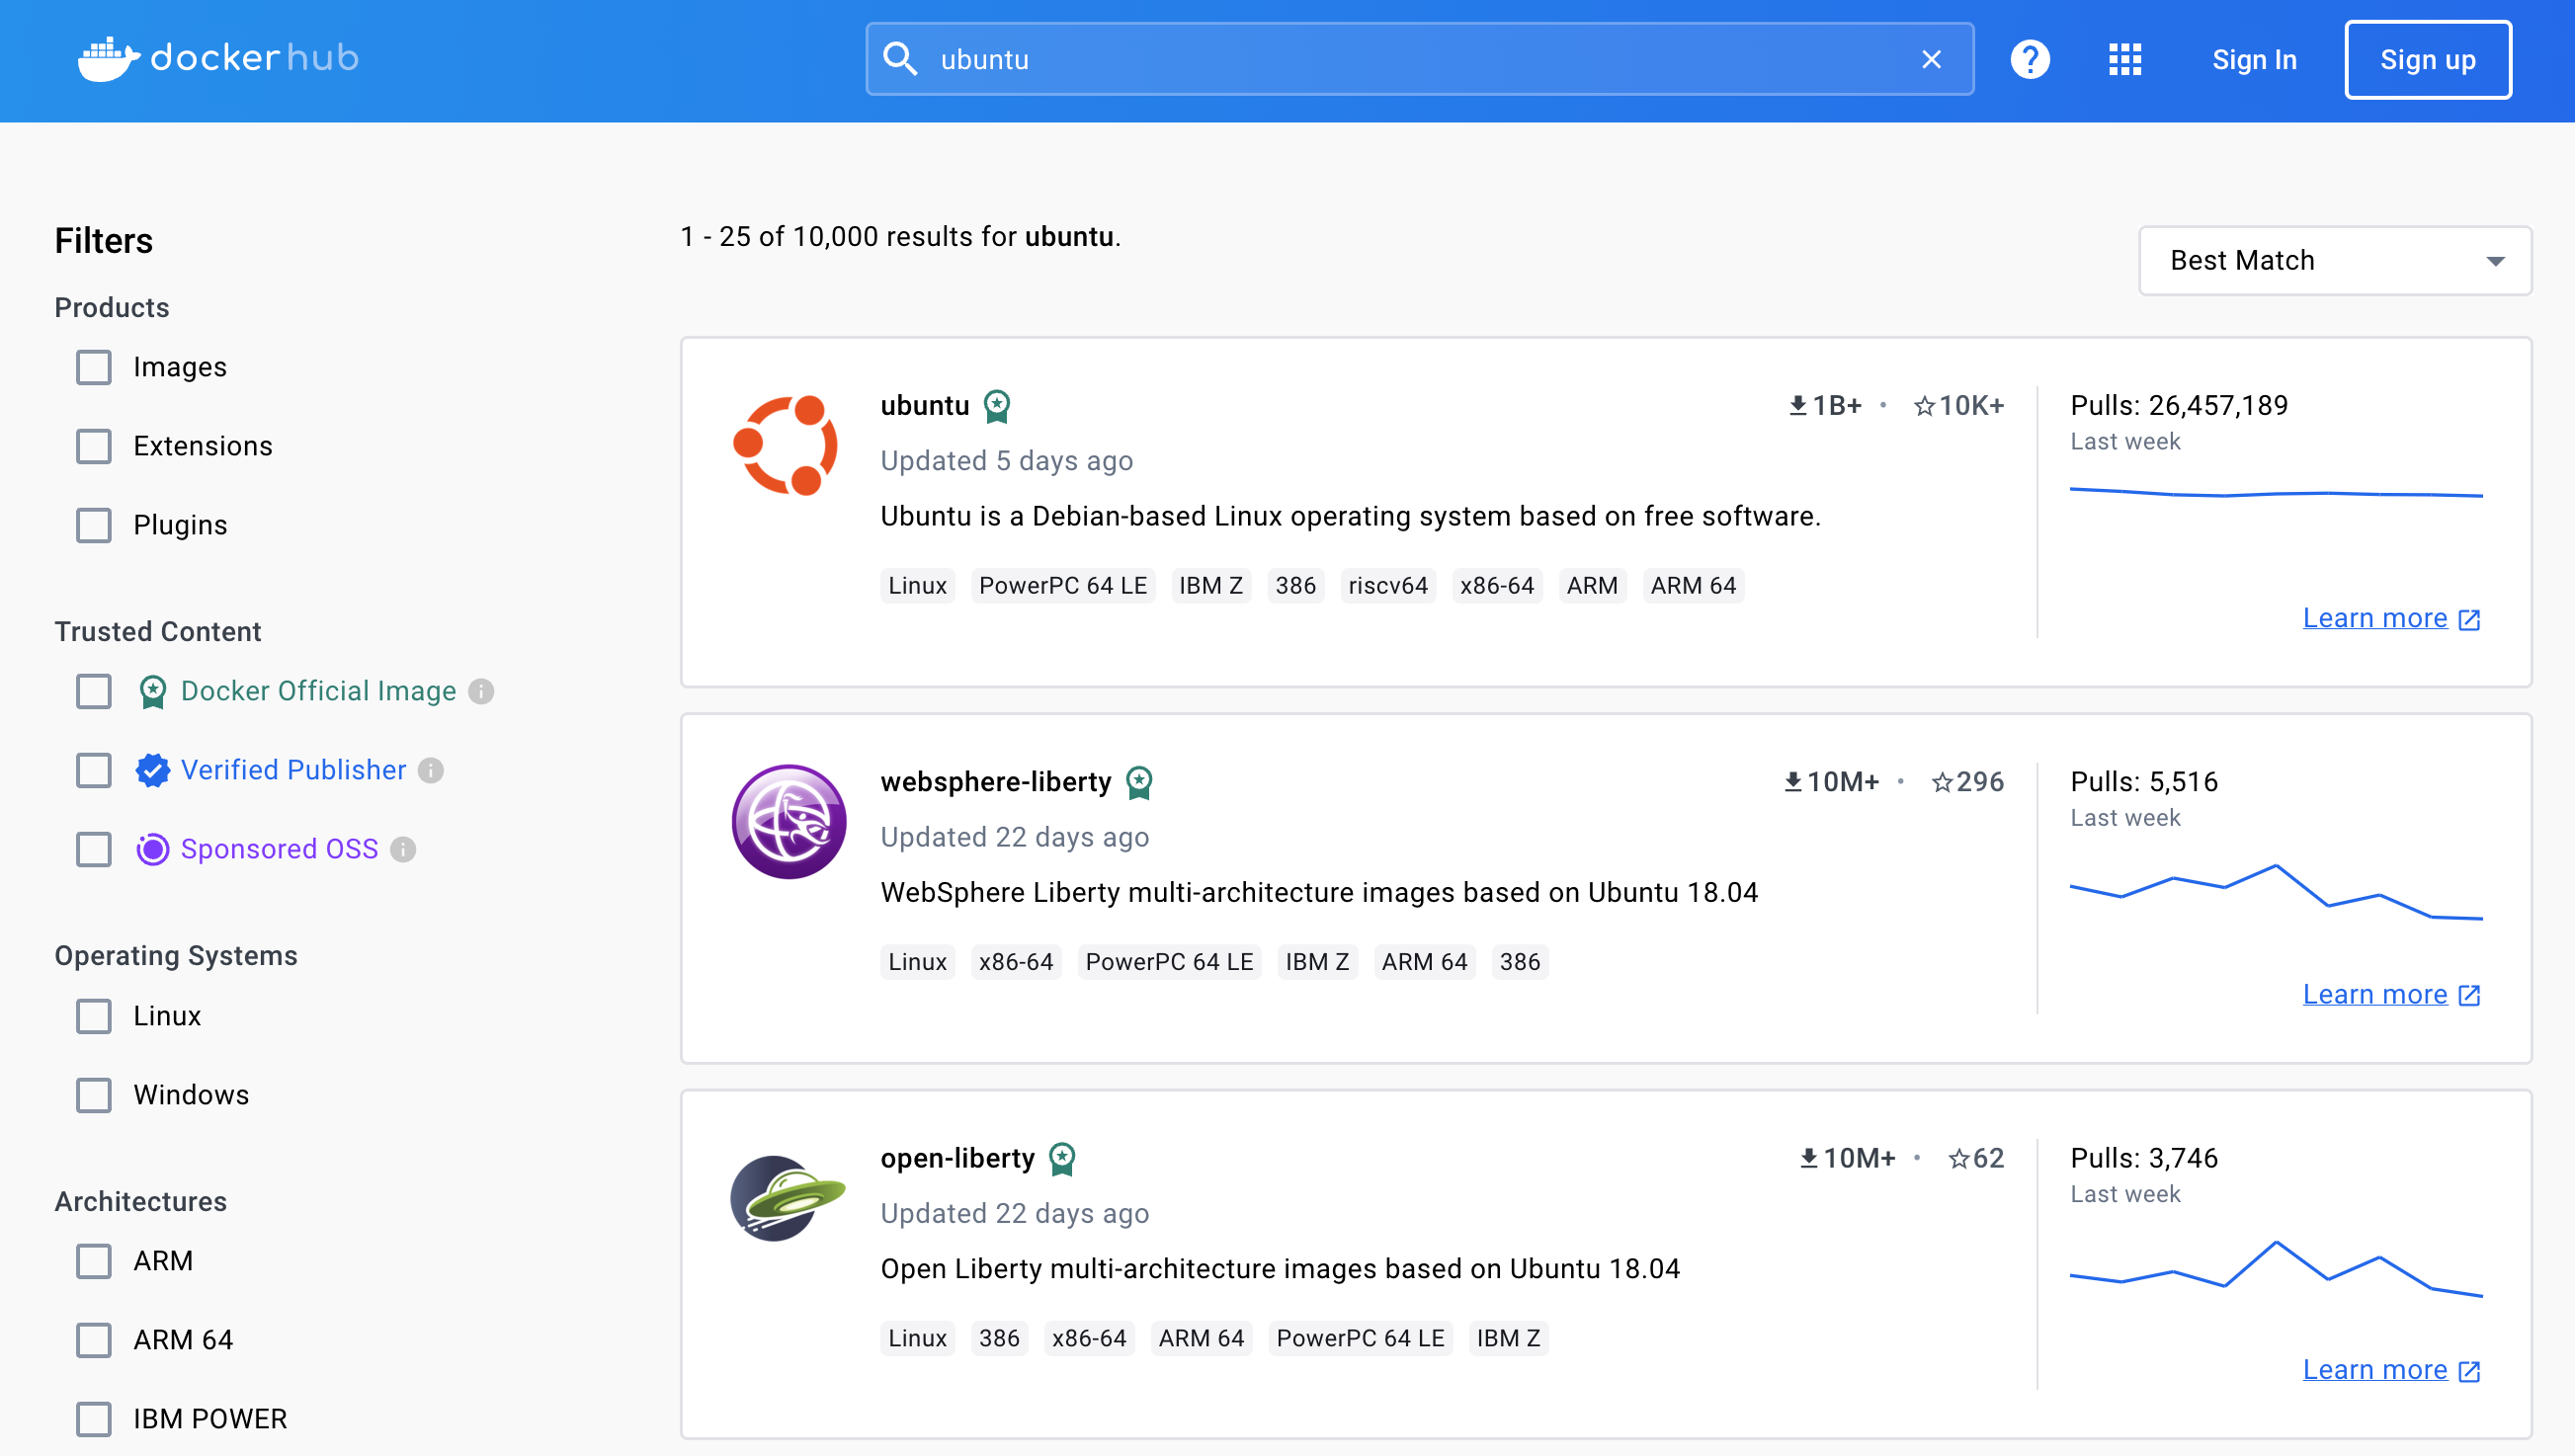 docker hub
ubuntu
Sign In
Sign up
Filters
Products
Images
Extensions
Plugins
Trusted Content
Docker Official Image
Verified Publisher
Sponsored OSS
Operating Systems
Linux
Windows
Architectures
ARM
ARM 64
IBM POWER
1 - 25 of 10,000 results for ubuntu.
Best Match
ubuntu
1B+ • 10K+
Updated 5 days ago
Ubuntu is a Debian-based Linux operating system based on free software.
Linux PowerPC 64 LE IBM Z 386 riscv64 x86-64 ARM ARM 64
Pulls: 26,457,189
Last week
Learn more
websphere-liberty
10M+ • 296
Updated 22 days ago
WebSphere Liberty multi-architecture images based on Ubuntu 18.04
Linux x86-64 PowerPC 64 LE IBM Z ARM 64 386
Pulls: 5,516
Last week
Learn more
open-liberty
10M+ • 62
Updated 22 days ago
Open Liberty multi-architecture images based on Ubuntu 18.04
Linux 386 x86-64 ARM 64 PowerPC 64 LE IBM Z
Pulls: 3,746
Last week
Learn more